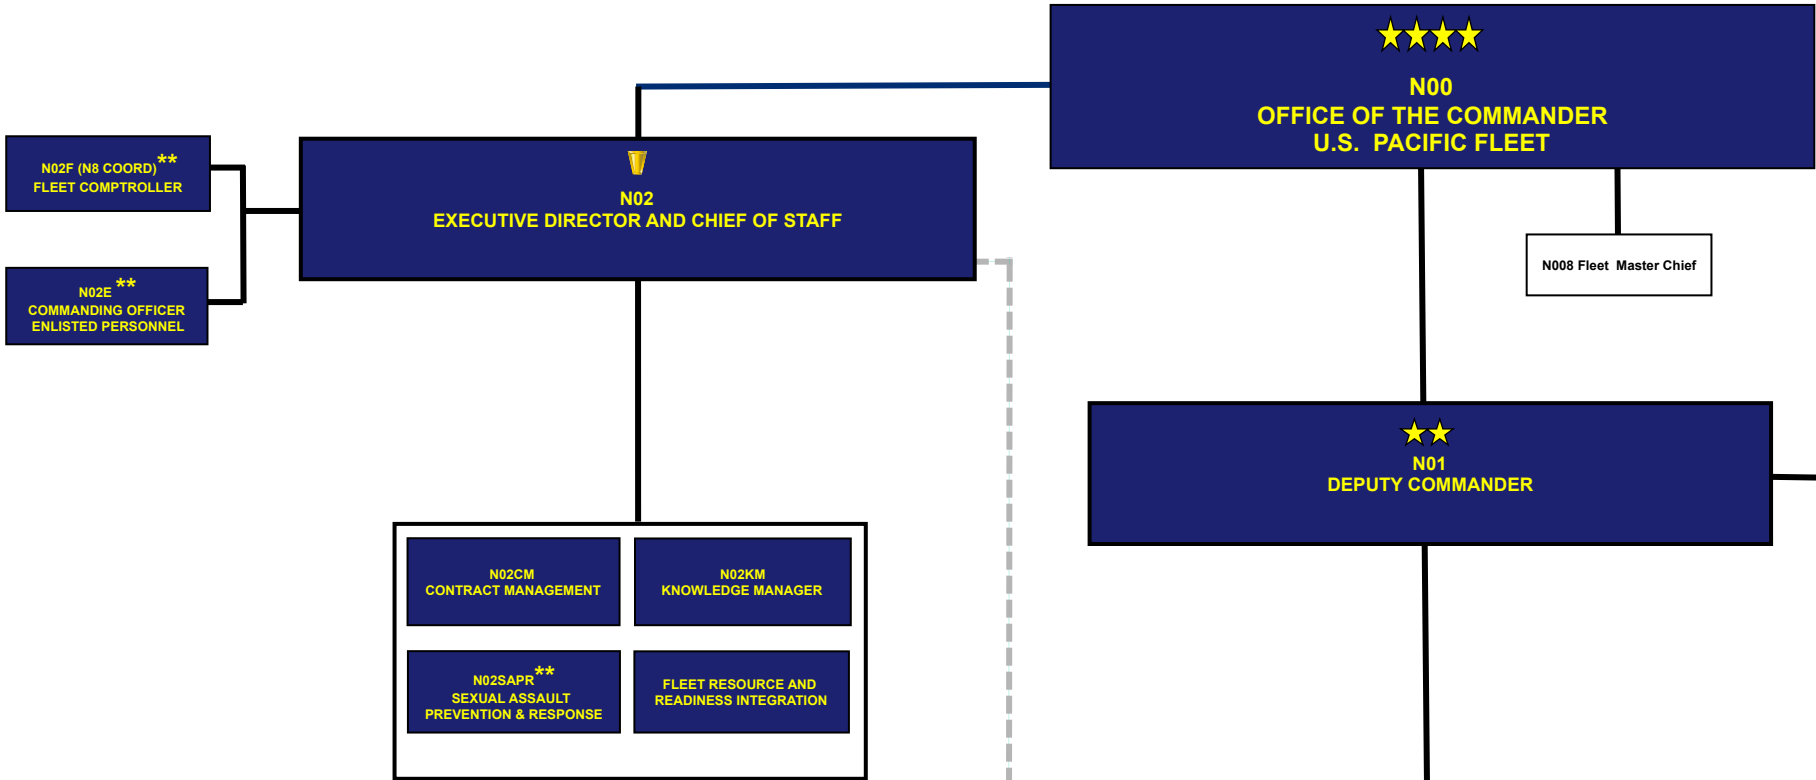 N00
OFFICE OF THE COMMANDER
U.S. PACIFIC FLEET
N02F (N8 COORD)**
FLEET COMPTROLLER
N02
EXECUTIVE DIRECTOR AND CHIEF OF STAFF
N008 Fleet Master Chief
N02E **
COMMANDING OFFICER
ENLISTED PERSONNEL
N01
DEPUTY COMMANDER
N02CM
CONTRACT MANAGEMENT
N02KM
KNOWLEDGE MANAGER
N02SAPR**
SEXUAL ASSAULT
PREVENTION & RESPONSE
FLEET RESOURCE AND
READINESS INTEGRATION